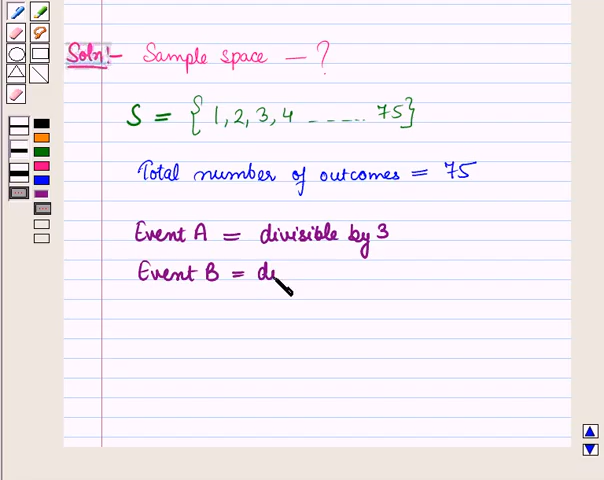 Soln:- Sample space - ?
S = { 1, 2, 3, 4 ------ 75}
Total number of outcomes = 75
Event A = divisible by 3
Event B = di